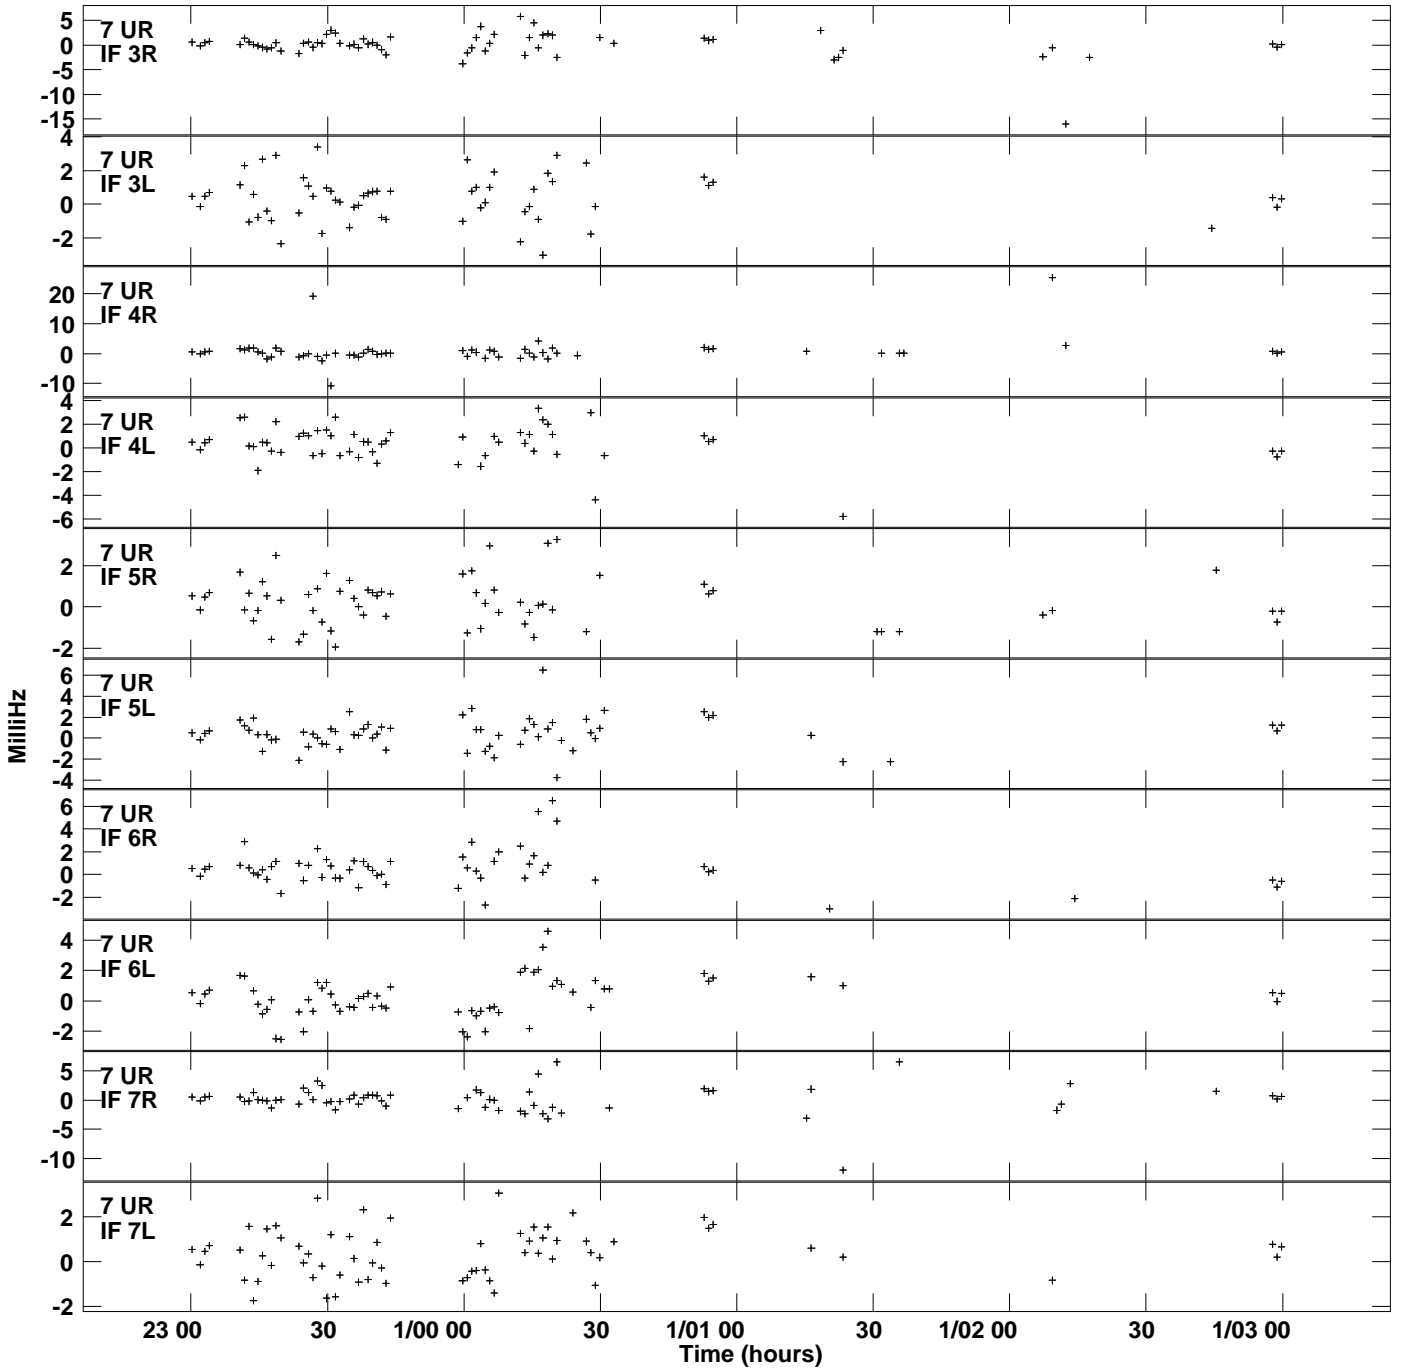 7 UR
IF 3R
5
0
-5
-10
-15
7 UR
IF 3L
4
2
0
-2
7 UR
IF 4R
20
10
0
-10
7 UR
IF 4L
4
2
0
-2
-4
-6
7 UR
IF 5R
2
0
-2
7 UR
IF 5L
6
4
2
0
-2
-4
7 UR
IF 6R
6
4
2
0
-2
7 UR
IF 6L
4
2
0
-2
7 UR
IF 7R
5
0
-5
-10
7 UR
IF 7L
2
0
-2
MilliHz
23 00 30 1/00 00 30 1/01 00 30 1/02 00 30 1/03 00
Time (hours)